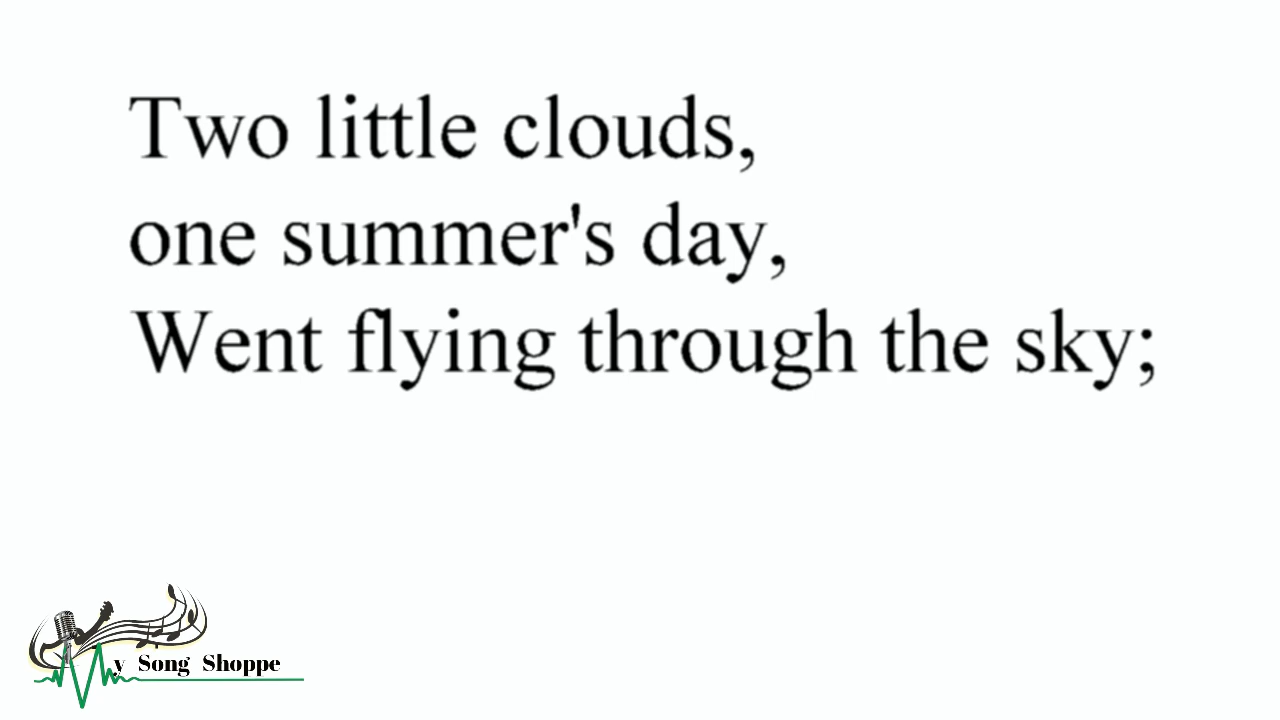 Two little clouds,
one summer's day,
Went flying through the sky;
y Song Shoppe